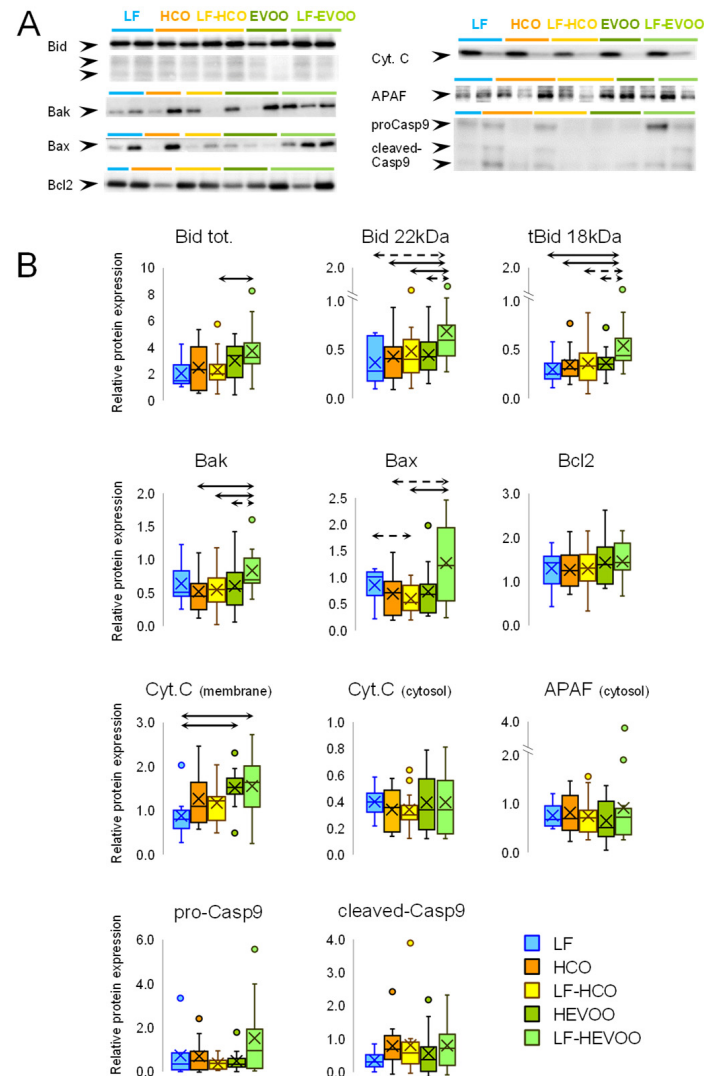 A
LF HCO LF-HCO EVOO LF-EVOO
Bid
Bak
Bax
Bcl2
LF HCO LF-HCO EVOO LF-EVOO
Cyt. C
APAF
proCasp9
cleaved-
Casp9
B
Bid tot.
Relative protein expression
10
8
6
4
2
0
Bid 22kDa
2.0
1.0
0.5
0.0
tBid 18kDa
2.0
1.0
0.5
0.0
Bak
Relative protein expression
2.0
1.5
1.0
0.5
0.0
Bax
2.5
2.0
1.5
1.0
0.5
0.0
Bcl2
3.0
2.0
1.0
0.0
Cyt.C (membrane)
Relative protein expression
3.0
2.0
1.0
0.0
Cyt.C (cytosol)
1.0
0.8
0.6
0.4
0.2
0.0
APAF (cytosol)
4.0
2.0
1.0
0.0
pro-Casp9
Relative protein expression
6.0
4.0
2.0
0.0
cleaved-Casp9
4.0
3.0
2.0
1.0
0.0
LF
HCO
LF-HCO
HEVOO
LF-HEVOO